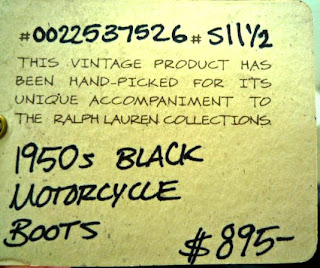 #0022537526 # S11½
THIS VINTAGE PRODUCT HAS
BEEN HAND-PICKED FOR ITS
UNIQUE ACCOMPANIMENT TO
THE RALPH LAUREN COLLECTIONS.
1950s BLACK
MOTORCYCLE
BOOTS
$895-